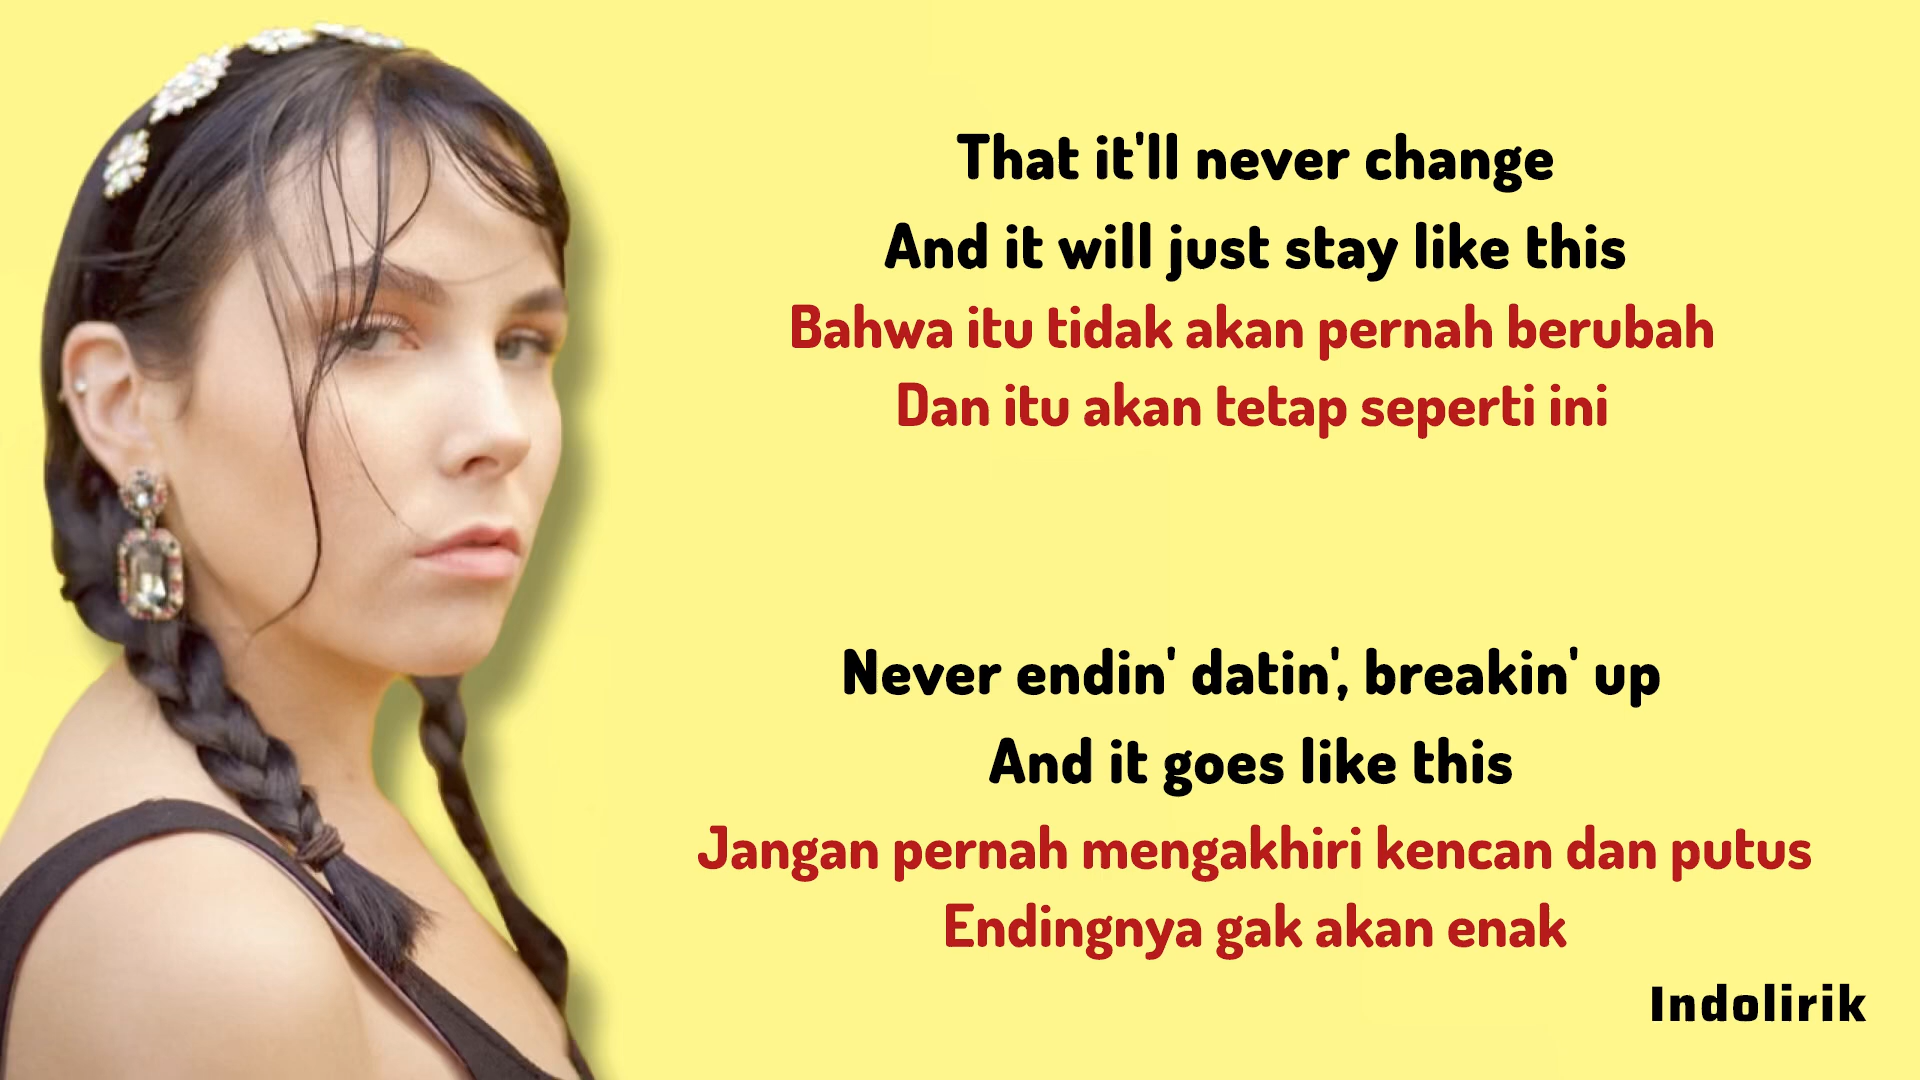 That it'll never change
And it will just stay like this
Bahwa itu tidak akan pernah berubah
Dan itu akan tetap seperti ini
Never endin' datin', breakin' up
And it goes like this
Jangan pernah mengakhiri kencan dan putus
Endingnya gak akan enak
Indolirik